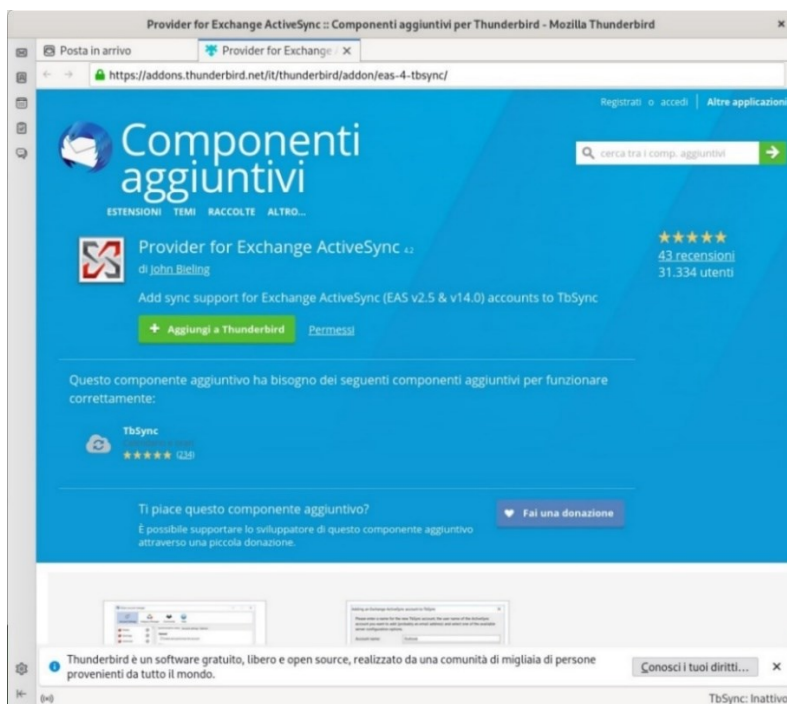 Provider for Exchange ActiveSync :: Componenti aggiuntivi per Thunderbird - Mozilla Thunderbird
Posta in arrivo
Provider for Exchange
https://addons.thunderbird.net/it/thunderbird/addon/eas-4-tbsync/
Registrati o accedi | Altre applicazioni
Componenti
aggiuntivi
cerca tra i comp. aggiuntivi
ESTENSIONI TEMI RACCOLTE ALTRO...
Provider for Exchange ActiveSync 4.2
di John Bieling
43 recensioni
31.334 utenti
Add sync support for Exchange ActiveSync (EAS v2.5 & v14.0) accounts to TbSync
+ Aggiungi a Thunderbird
Permessi
Questo componente aggiuntivo ha bisogno dei seguenti componenti aggiuntivi per funzionare
correttamente:
TbSync
(234)
Ti piace questo componente aggiuntivo?
È possibile supportare lo sviluppatore di questo componente aggiuntivo
attraverso una piccola donazione.
Fai una donazione
Thunderbird è un software gratuito, libero e open source, realizzato da una comunità di migliaia di persone
provenienti da tutto il mondo.
Conosci i tuoi diritti...
TbSync: Inattivo